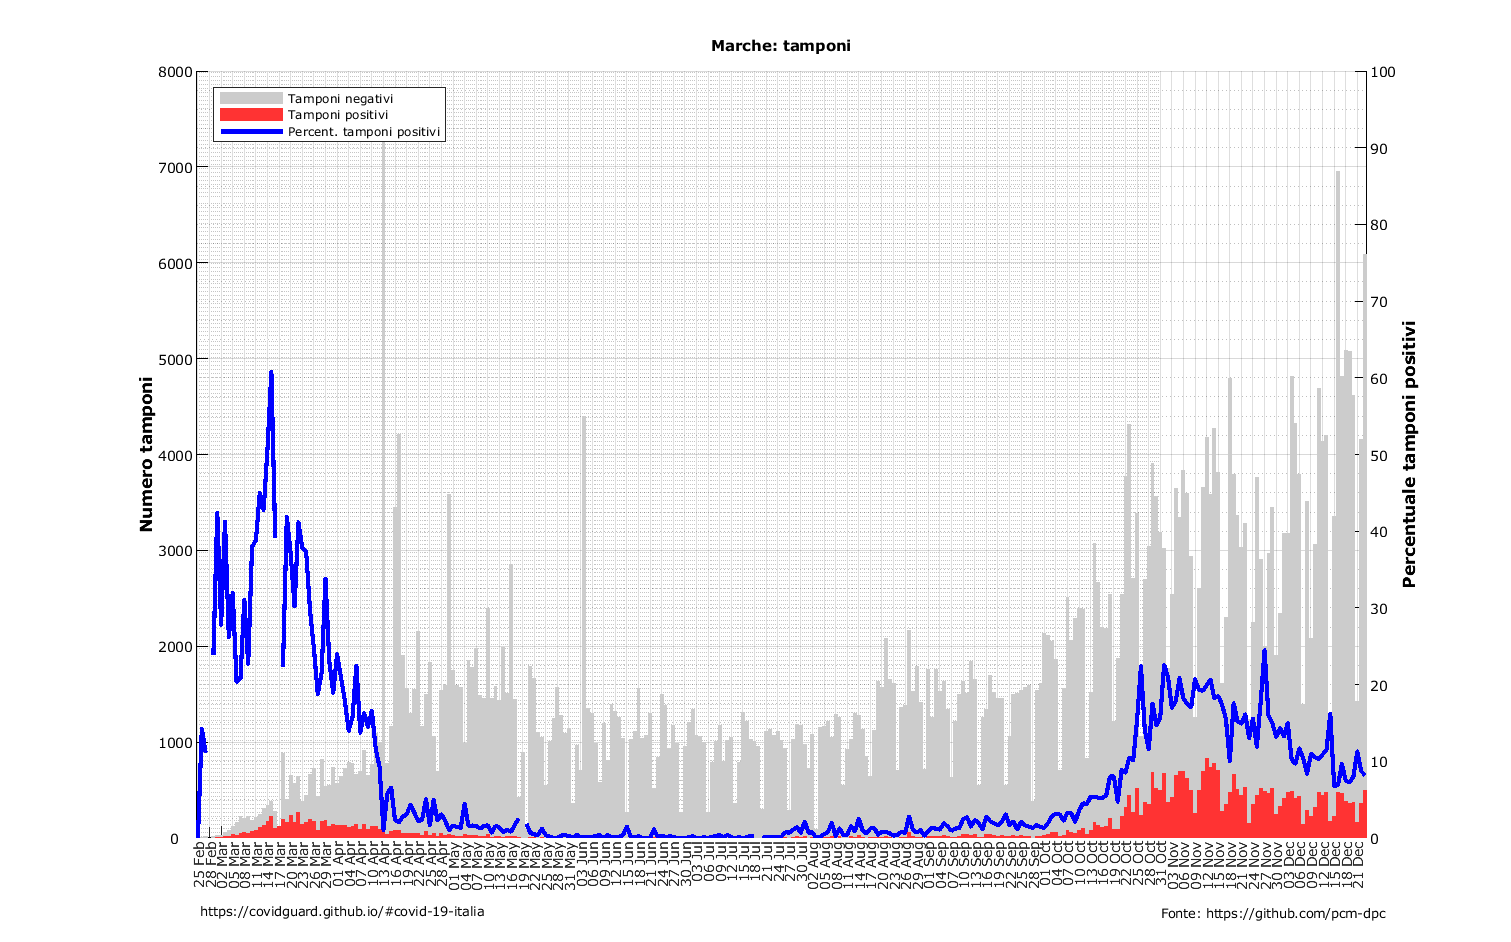 Marche: tamponi
8000
7000
6000
5000
4000
3000
2000
1000
0
Numero tamponi
Tamponi negativi
Tamponi positivi
Percent. tamponi positivi
100
90
80
70
60
50
40
30
20
10
0
Percentuale tamponi positivi
25 Feb
28 Feb
02 Mar
05 Mar
08 Mar
11 Mar
14 Mar
17 Mar
20 Mar
23 Mar
26 Mar
29 Mar
01 Apr
04 Apr
07 Apr
10 Apr
13 Apr
16 Apr
19 Apr
22 Apr
25 Apr
28 Apr
01 May
04 May
07 May
10 May
13 May
16 May
19 May
22 May
25 May
28 May
31 May
03 Jun
06 Jun
09 Jun
12 Jun
15 Jun
18 Jun
21 Jun
24 Jun
27 Jun
30 Jun
03 Jul
06 Jul
09 Jul
12 Jul
15 Jul
18 Jul
21 Jul
24 Jul
27 Jul
30 Jul
02 Aug
05 Aug
08 Aug
11 Aug
14 Aug
17 Aug
20 Aug
23 Aug
26 Aug
29 Aug
01 Sep
04 Sep
07 Sep
10 Sep
13 Sep
16 Sep
19 Sep
22 Sep
25 Sep
28 Sep
01 Oct
04 Oct
07 Oct
10 Oct
13 Oct
16 Oct
19 Oct
22 Oct
25 Oct
28 Oct
31 Oct
03 Nov
06 Nov
09 Nov
12 Nov
15 Nov
18 Nov
21 Nov
24 Nov
27 Nov
30 Nov
03 Dec
06 Dec
09 Dec
12 Dec
15 Dec
18 Dec
21 Dec
https://covidguard.github.io/#covid-19-italia
Fonte: https://github.com/pcm-dpc